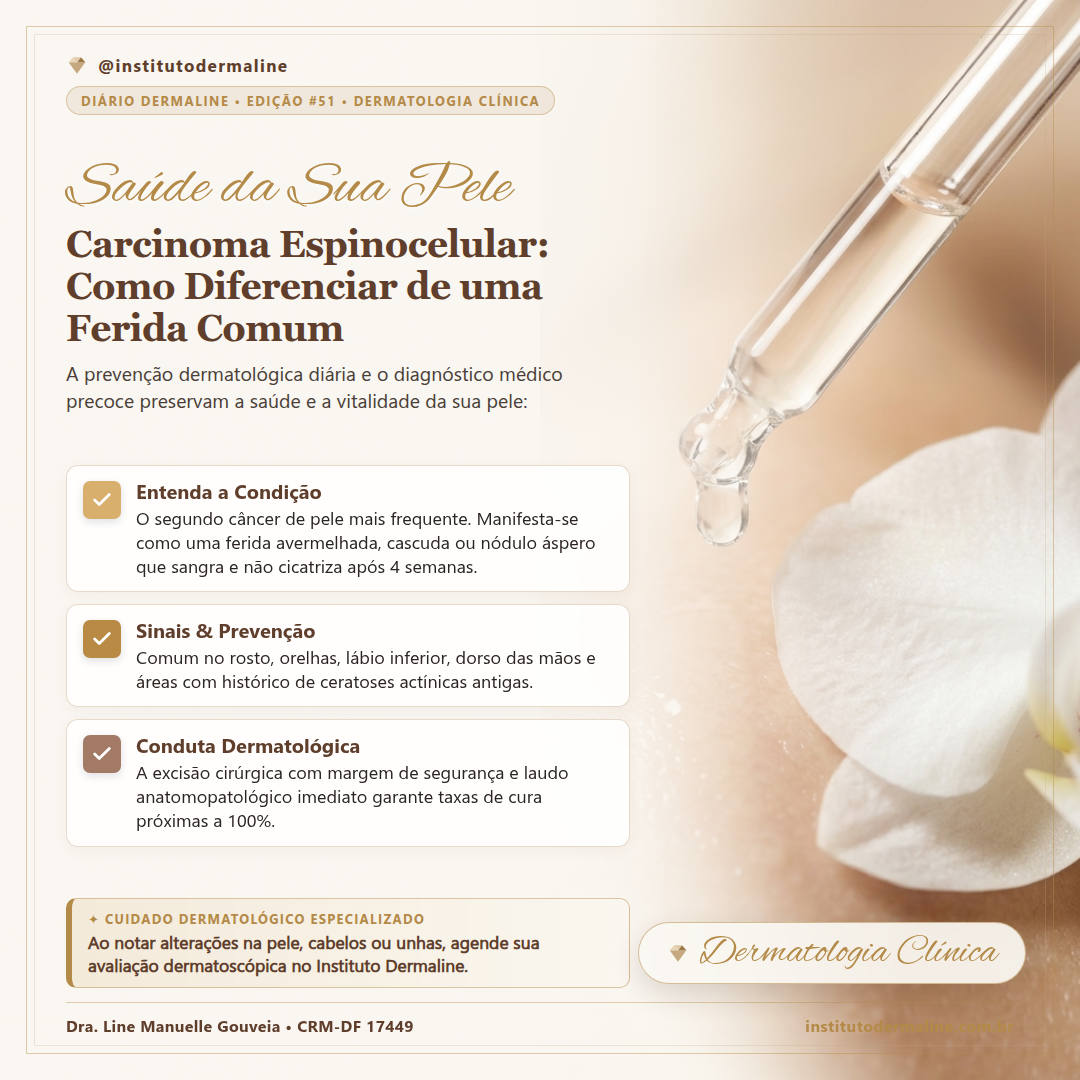 @institutodermaline
DIÁRIO DERMALINE • EDIÇÃO #51 • DERMATOLOGIA CLÍNICA
Saúde da Sua Pele
Carcinoma Espinocelular:
Como Diferenciar de uma
Ferida Comum
A prevenção dermatológica diária e o diagnóstico médico
precoce preservam a saúde e a vitalidade da sua pele:
Entenda a Condição
O segundo câncer de pele mais frequente. Manifesta-se
como uma ferida avermelhada, cascuda ou nódulo áspero
que sangra e não cicatriza após 4 semanas.
Sinais & Prevenção
Comum no rosto, orelhas, lábio inferior, dorso das mãos e
áreas com histórico de ceratoses actínicas antigas.
Conduta Dermatológica
A excisão cirúrgica com margem de segurança e laudo
anatomopatológico imediato garante taxas de cura
próximas a 100%.
✦ CUIDADO DERMATOLÓGICO ESPECIALIZADO
Ao notar alterações na pele, cabelos ou unhas, agende sua
avaliação dermatoscópica no Instituto Dermaline.
Dermatologia Clínica
Dra. Line Manuelle Gouveia • CRM-DF 17449
institutodermaline.com.br